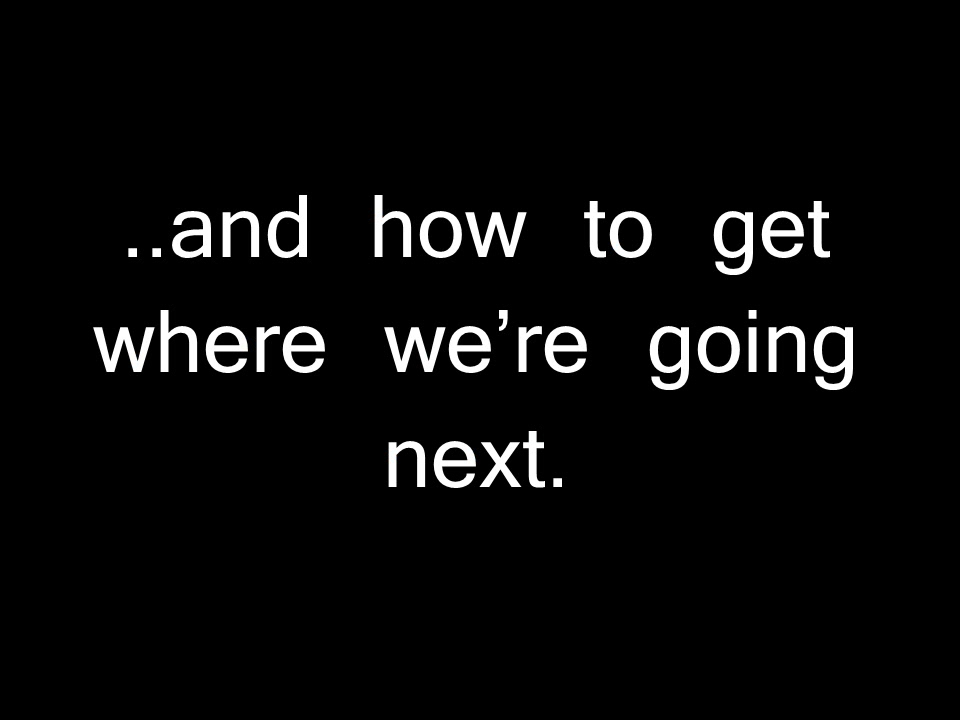 ..and how to get
where we’re going
next.